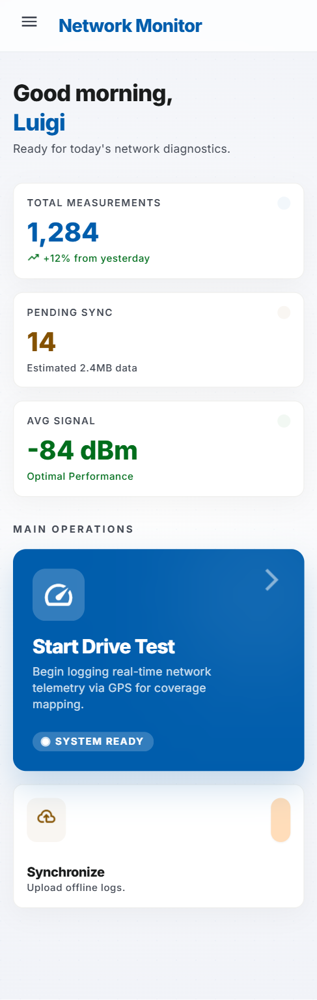 Network Monitor
Good morning,
Luigi
Ready for today's network diagnostics.
TOTAL MEASUREMENTS
1,284
+12% from yesterday
PENDING SYNC
14
Estimated 2.4MB data
AVG SIGNAL
-84 dBm
Optimal Performance
MAIN OPERATIONS
Start Drive Test
Begin logging real-time network
telemetry via GPS for coverage
mapping.
SYSTEM READY
Synchronize
Upload offline logs.